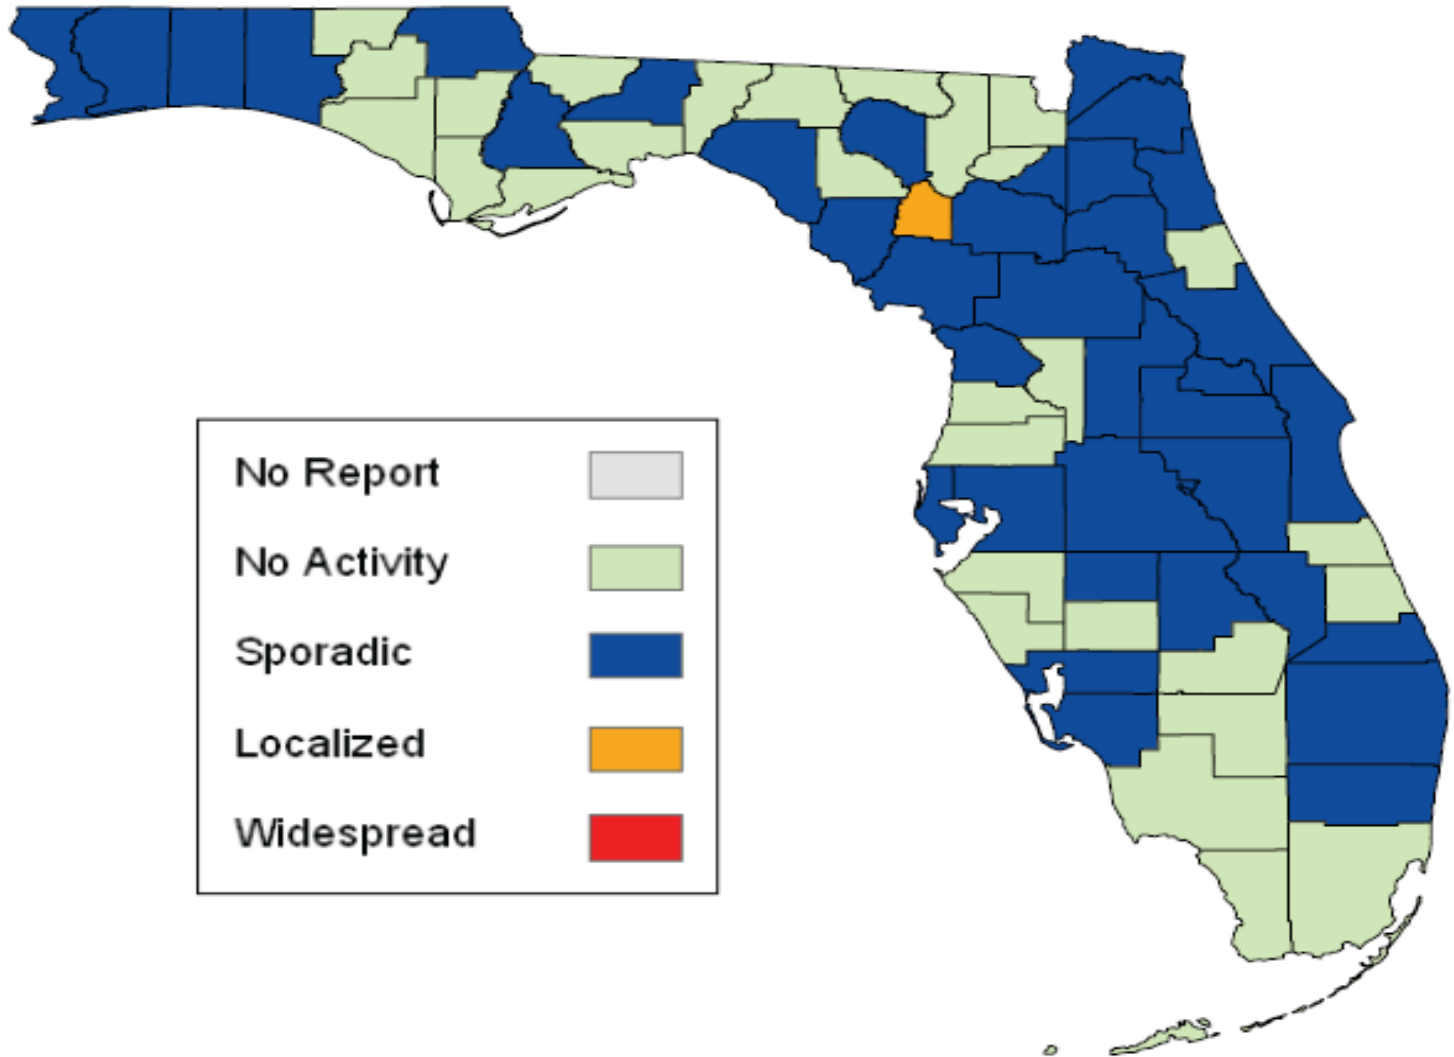 No Report
No Activity
Sporadic
Localized
Widespread